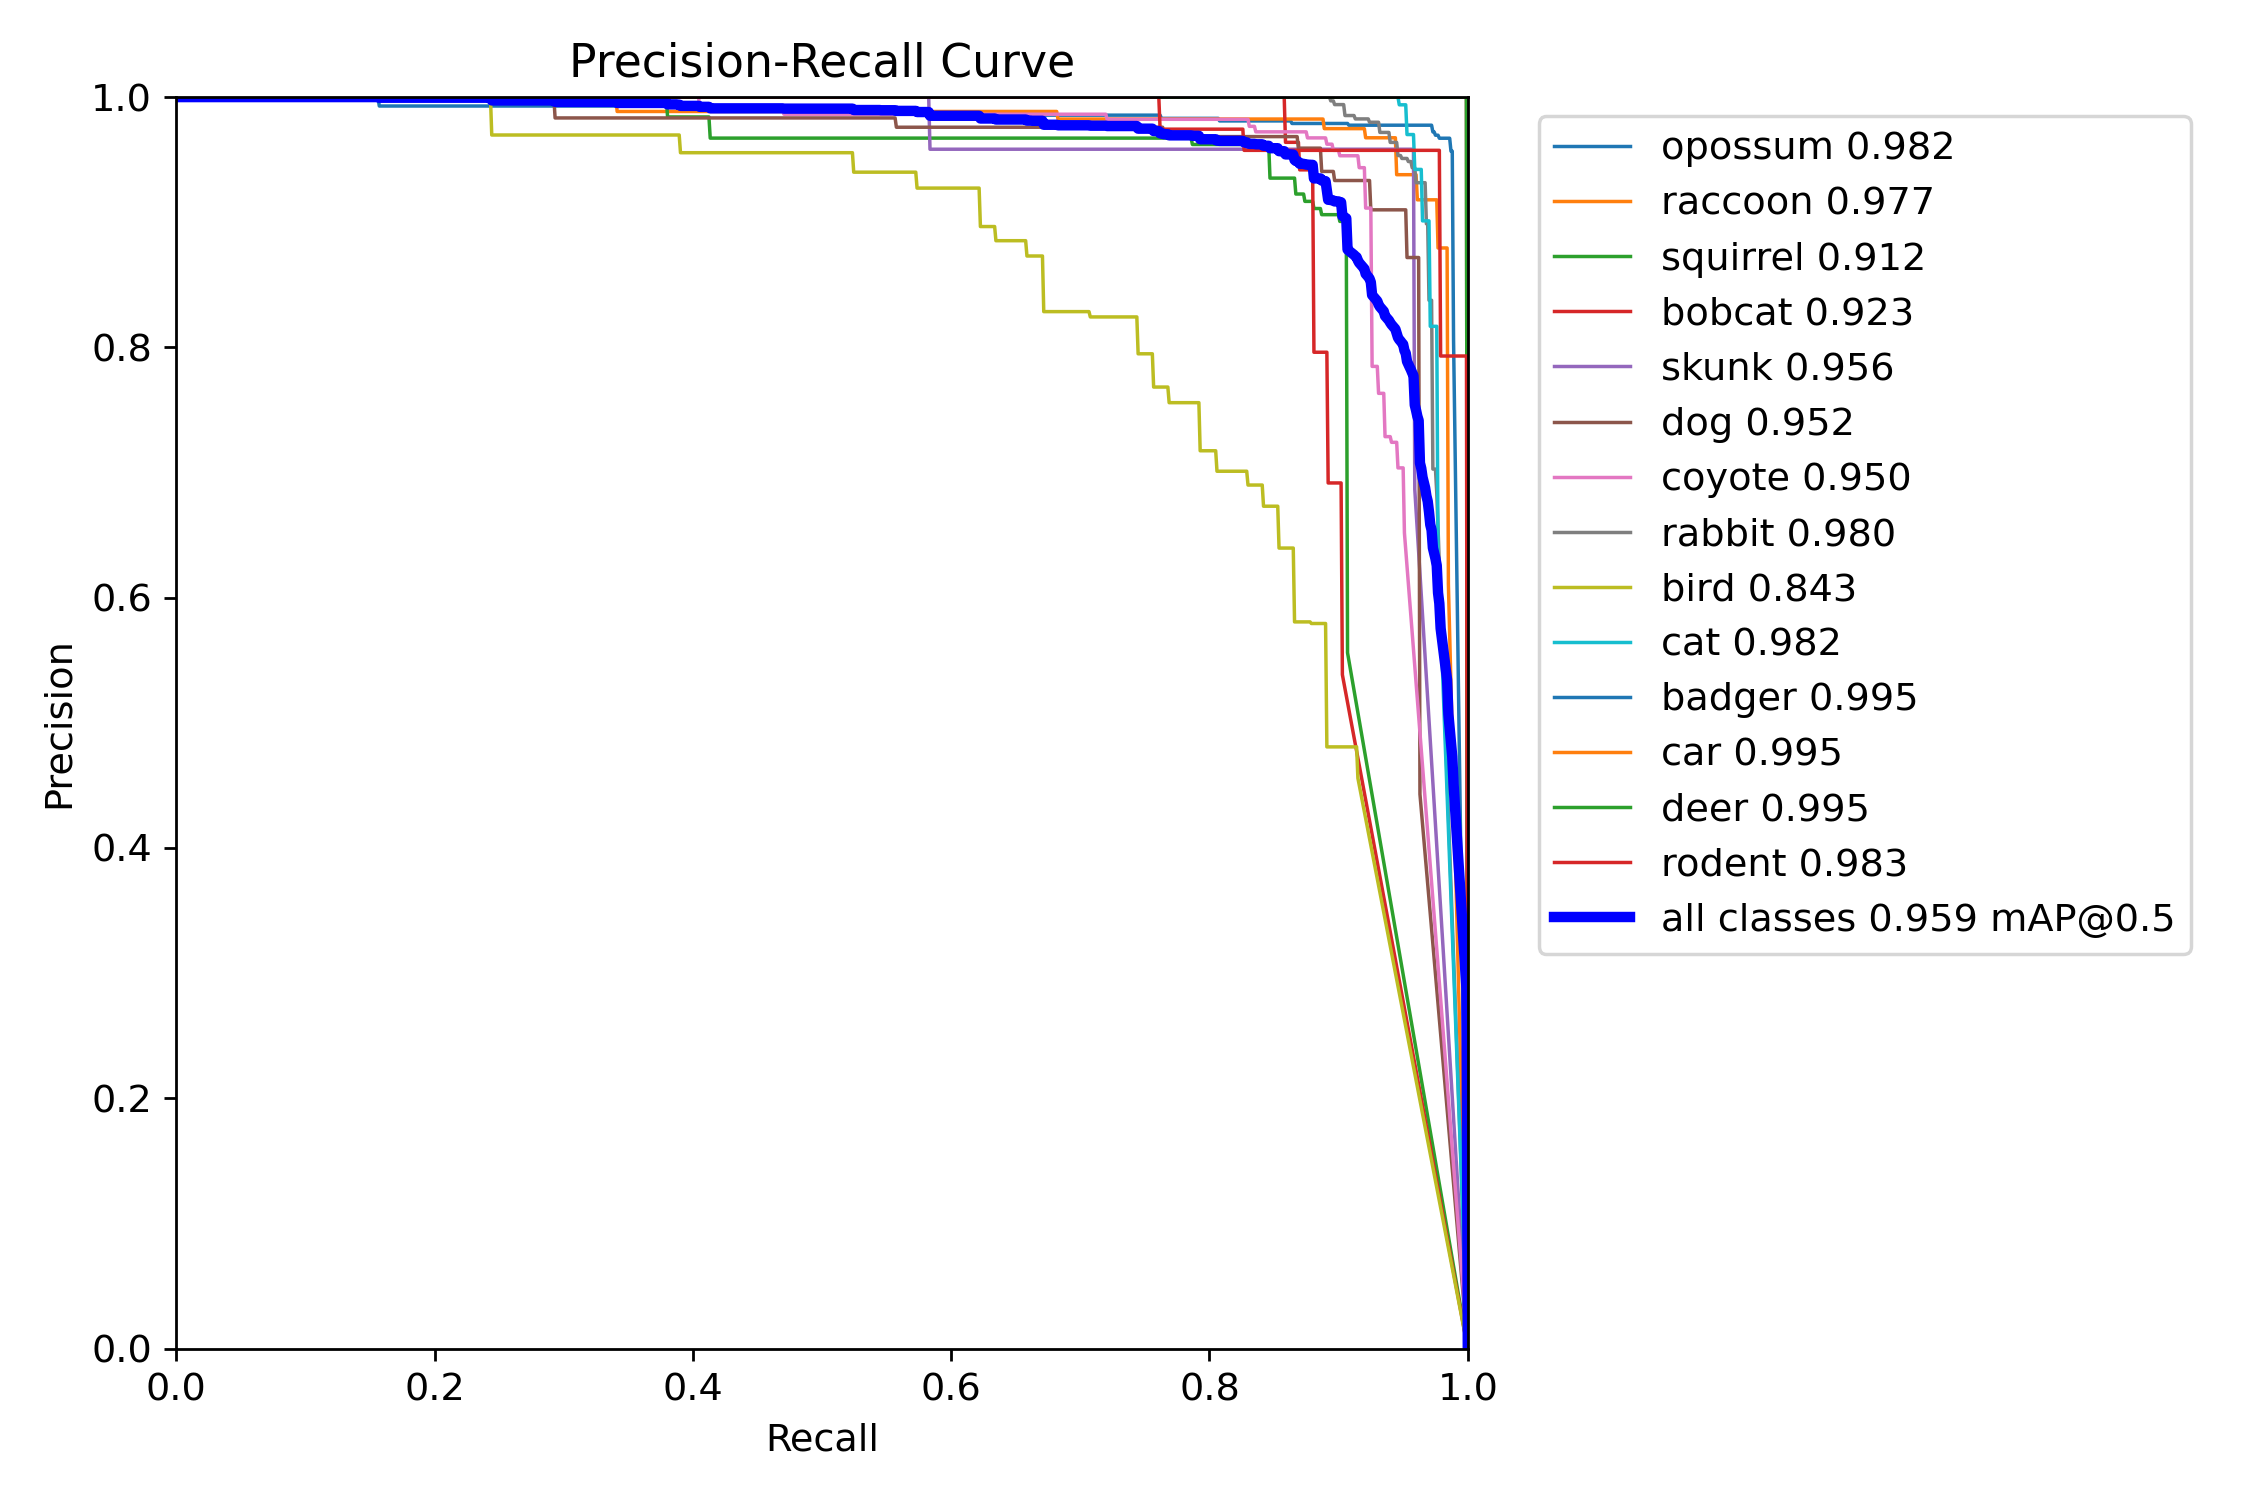 Precision-Recall Curve
1.0
0.8
0.6
0.4
0.2
0.0
Precision
0.0 0.2 0.4 0.6 0.8 1.0
Recall
opossum 0.982
raccoon 0.977
squirrel 0.912
bobcat 0.923
skunk 0.956
dog 0.952
coyote 0.950
rabbit 0.980
bird 0.843
cat 0.982
badger 0.995
car 0.995
deer 0.995
rodent 0.983
all classes 0.959 mAP@0.5